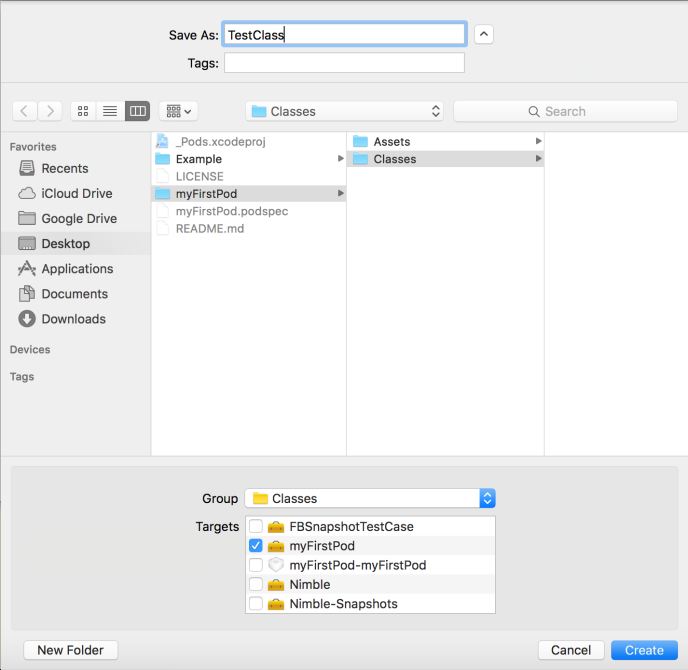 Save As: TestClass
Tags:
Classes
Search
Favorites
Recents
iCloud Drive
Google Drive
Desktop
Applications
Documents
Downloads
Devices
Tags
_Pods.xcodeproj
Example
LICENSE
myFirstPod
myFirstPod.podspec
README.md
Assets
Classes
Group Classes
Targets FBSnapshotTestCase
myFirstPod
myFirstPod-myFirstPod
Nimble
Nimble-Snapshots
New Folder Cancel Create